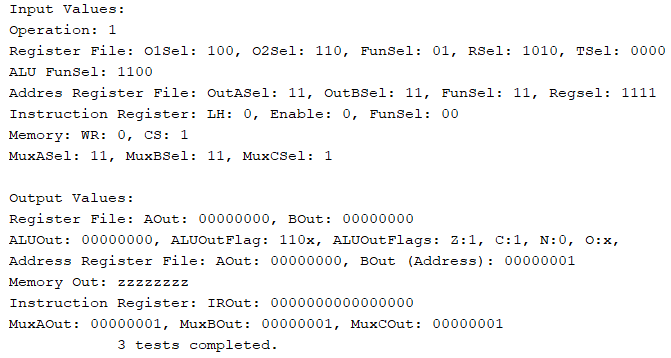 Input Values:
Operation: 1
Register File: O1Sel: 100, O2Sel: 110, FunSel: 01, RSel: 1010, TSel: 0000
ALU FunSel: 1100
Addres Register File: OutASel: 11, OutBSel: 11, FunSel: 11, Regsel: 1111
Instruction Register: LH: 0, Enable: 0, FunSel: 00
Memory: WR: 0, CS: 1
MuxASel: 11, MuxBSel: 11, MuxCSel: 1
Output Values:
Register File: AOut: 00000000, BOut: 00000000
ALUOut: 00000000, ALUOutFlag: 110x, ALUOutFlags: Z:1, C:1, N:0, O:x,
Address Register File: AOut: 00000000, BOut (Address): 00000001
Memory Out: zzzzzzzz
Instruction Register: IROut: 0000000000000000
MuxAOut: 00000001, MuxBOut: 00000001, MuxCOut: 00000001
3 tests completed.